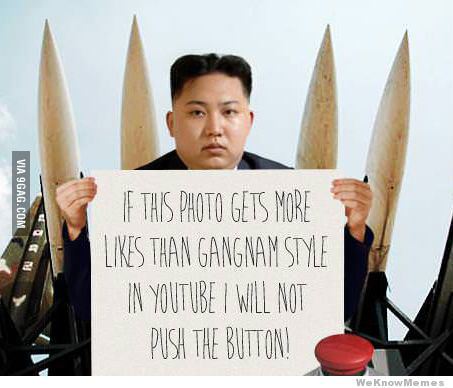 IF THIS PHOTO GETS MORE
LIKES THAN GANGNAM STYLE
IN YOUTUBE I WILL NOT
PUSH THE BUTTON!
VIA 9GAG.COM
WeKnowMemes